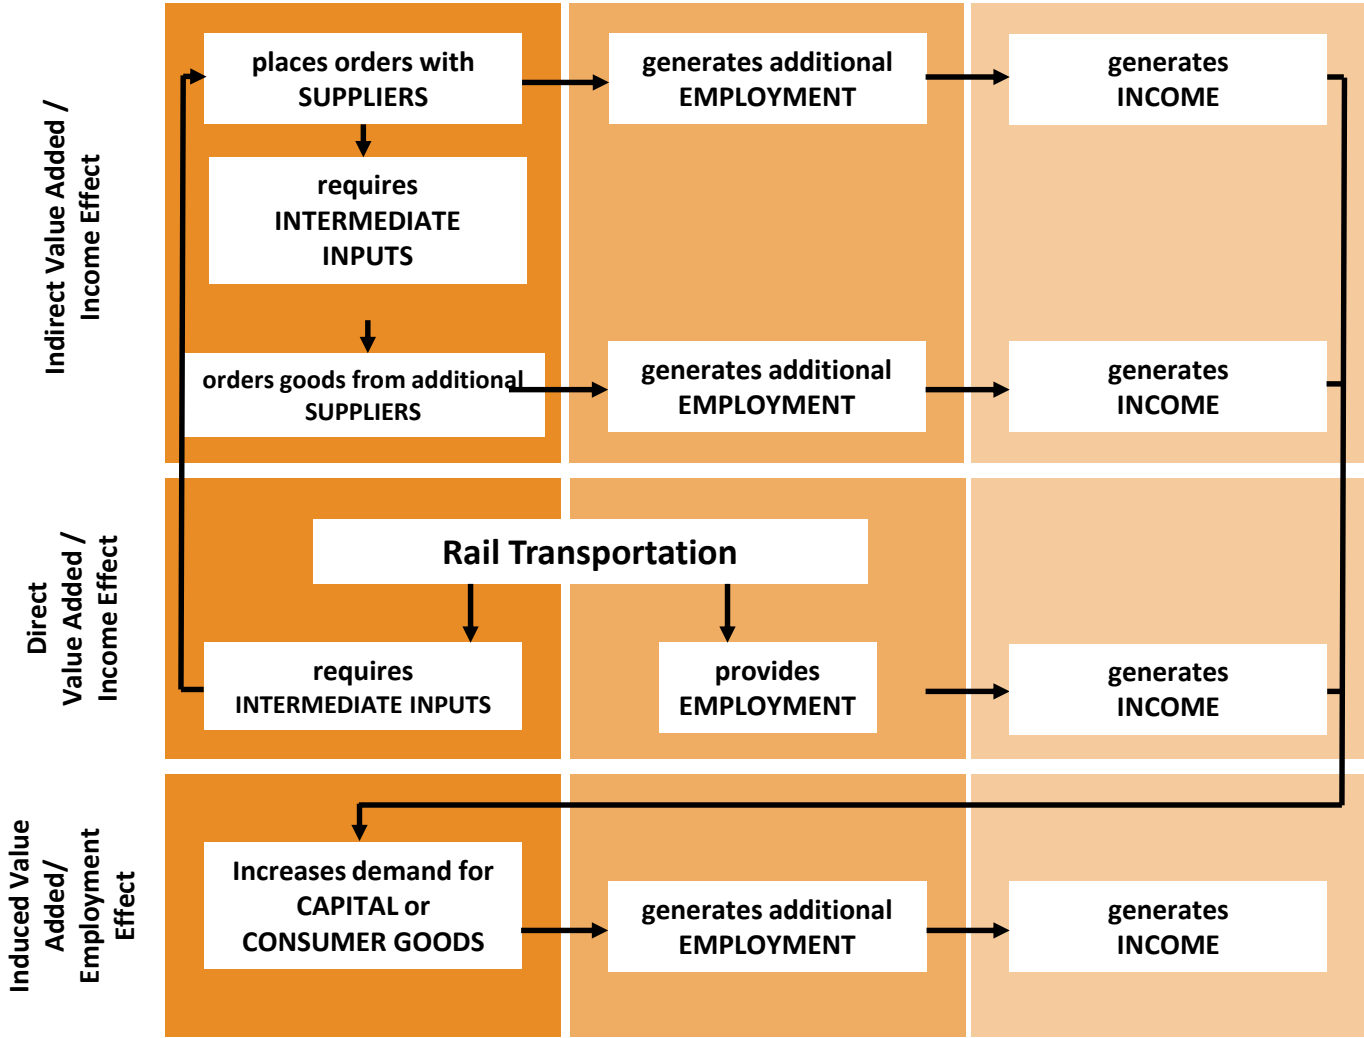 Indirect Value Added /
Income Effect
places orders with
SUPPLIERS
generates additional
EMPLOYMENT
generates
INCOME
requires
INTERMEDIATE
INPUTS
orders goods from additional
SUPPLIERS
generates additional
EMPLOYMENT
generates
INCOME
Direct
Value Added /
Income Effect
Rail Transportation
requires
INTERMEDIATE INPUTS
provides
EMPLOYMENT
generates
INCOME
Induced Value
Added/
Employment
Effect
Increases demand for
CAPITAL or
CONSUMER GOODS
generates additional
EMPLOYMENT
generates
INCOME